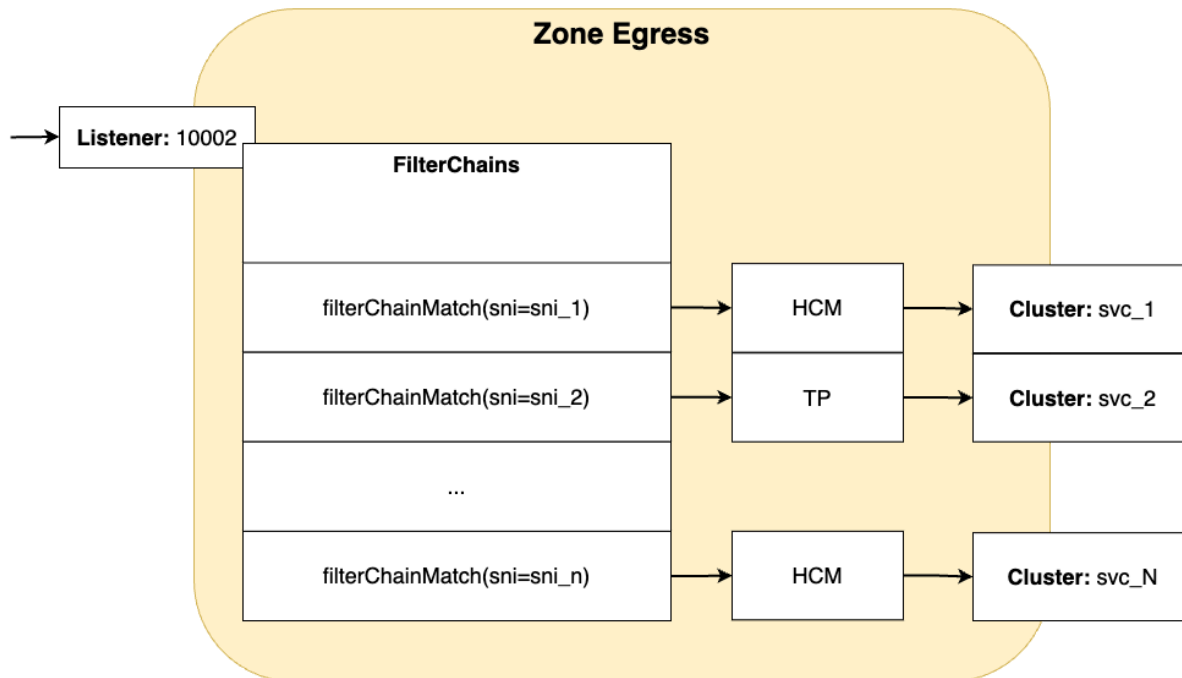 Zone Egress
Listener: 10002
FilterChains
filterChainMatch(sni=sni_1)
HCM
Cluster: svc_1
filterChainMatch(sni=sni_2)
TP
Cluster: svc_2
...
filterChainMatch(sni=sni_n)
HCM
Cluster: svc_N